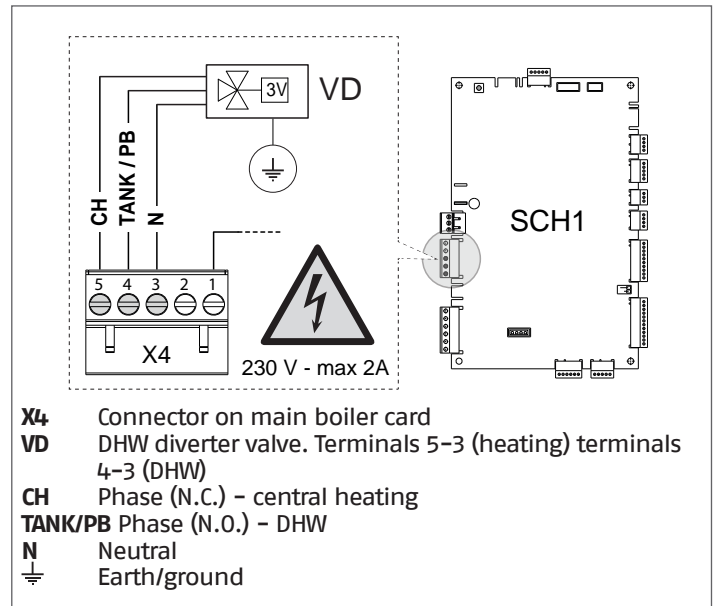 3V
VD
CH
TANK / PB
N
5 4 3 2 1
X4
230 V - max 2A
SCH1
X4 Connector on main boiler card
VD DHW diverter valve. Terminals 5-3 (heating) terminals
4-3 (DHW)
CH Phase (N.C.) - central heating
TANK/PB Phase (N.O.) - DHW
N Neutral
Earth/ground